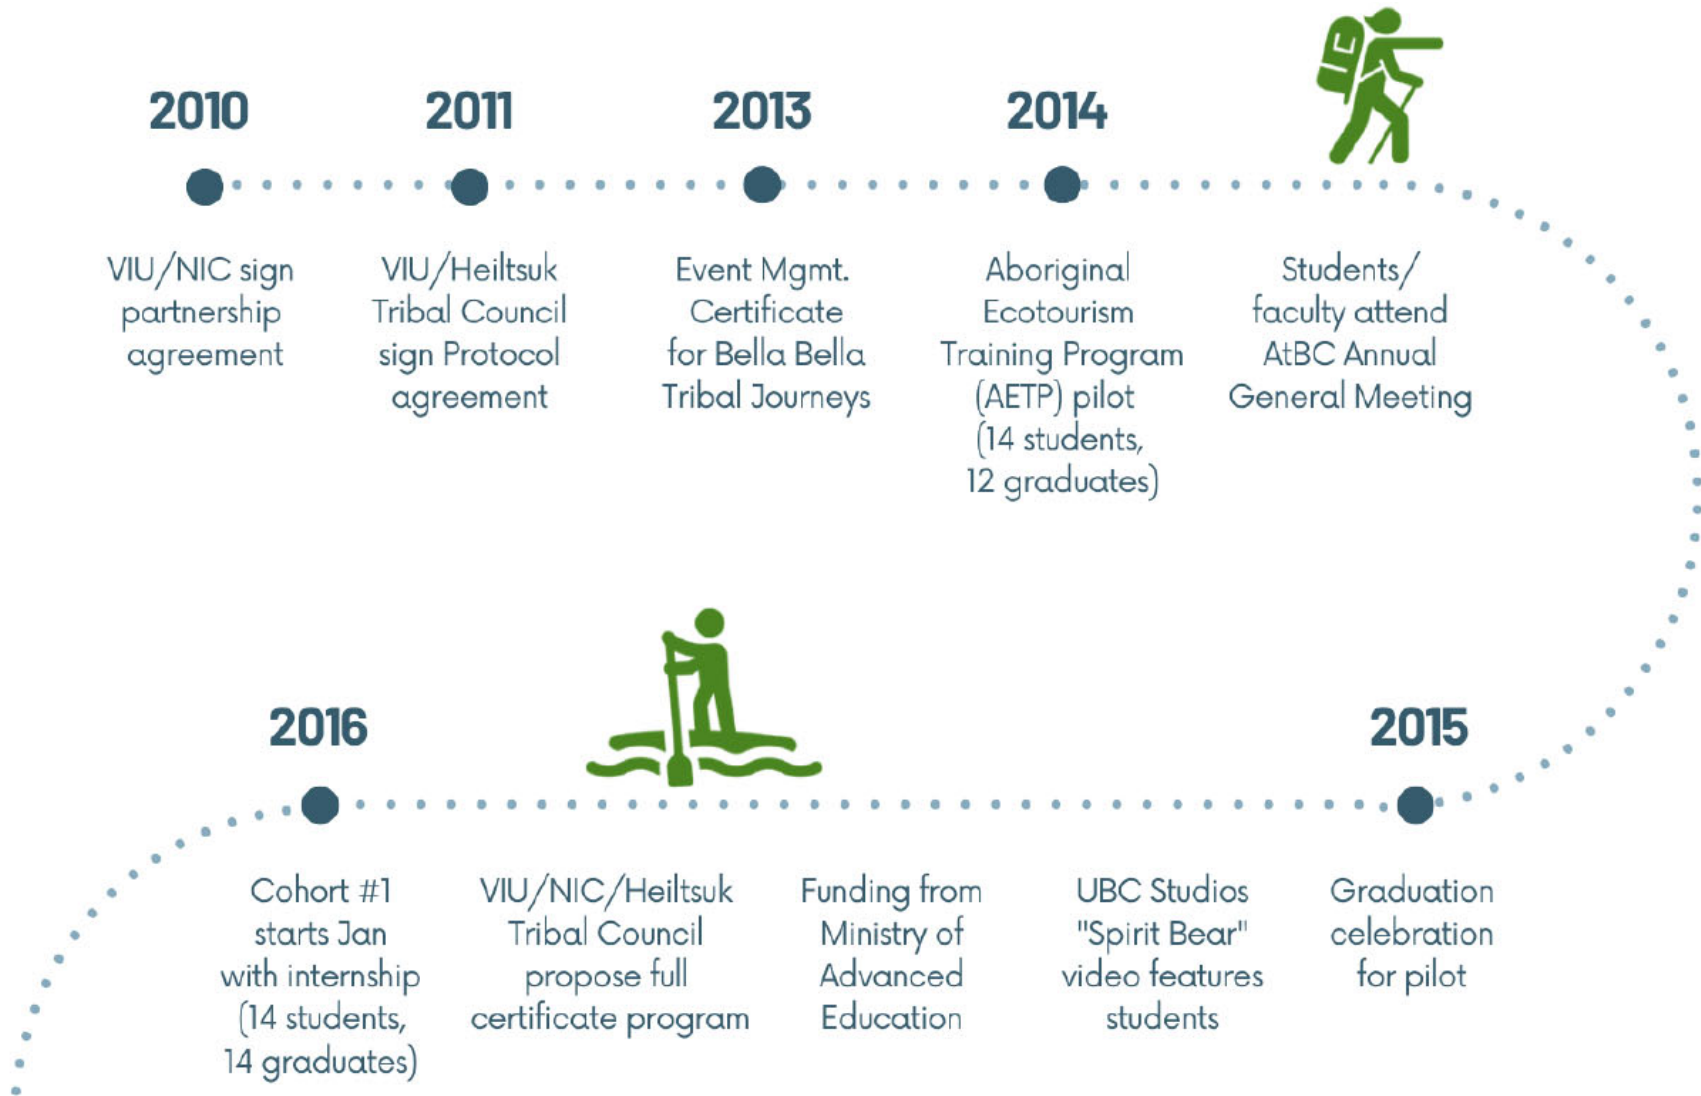 2010
VIU/NIC sign
partnership
agreement
2011
VIU/Heiltsuk
Tribal Council
sign Protocol
agreement
2013
Event Mgmt.
Certificate
for Bella Bella
Tribal Journeys
2014
Aboriginal
Ecotourism
Training Program
(AETP) pilot
(14 students,
12 graduates)
Students/
faculty attend
AtBC Annual
General Meeting
2015
Graduation
celebration
for pilot
UBC Studios
"Spirit Bear"
video features
students
Funding from
Ministry of
Advanced
Education
VIU/NIC/Heiltsuk
Tribal Council
propose full
certificate program
2016
Cohort #1
starts Jan
with internship
(14 students,
14 graduates)